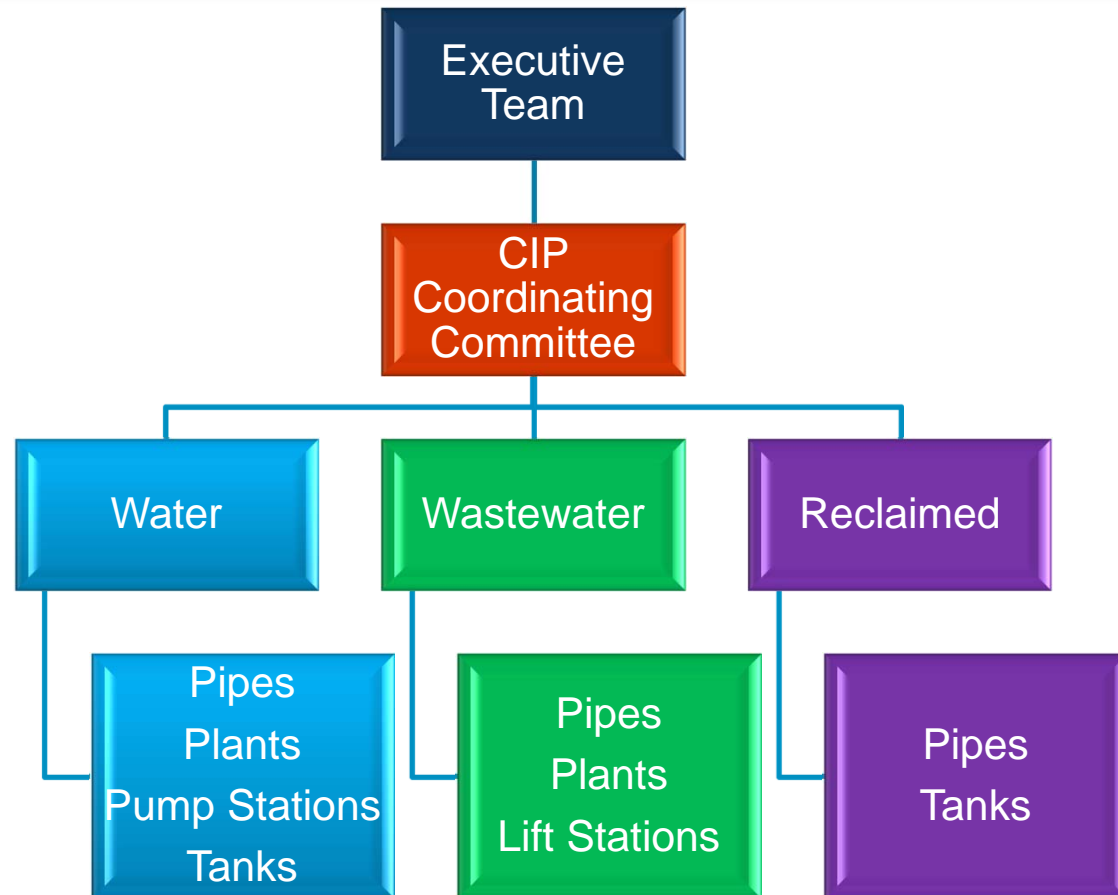 Executive
Team
CIP
Coordinating
Committee
Water
Wastewater
Reclaimed
Pipes
Plants
Pump Stations
Tanks
Pipes
Plants
Lift Stations
Pipes
Tanks